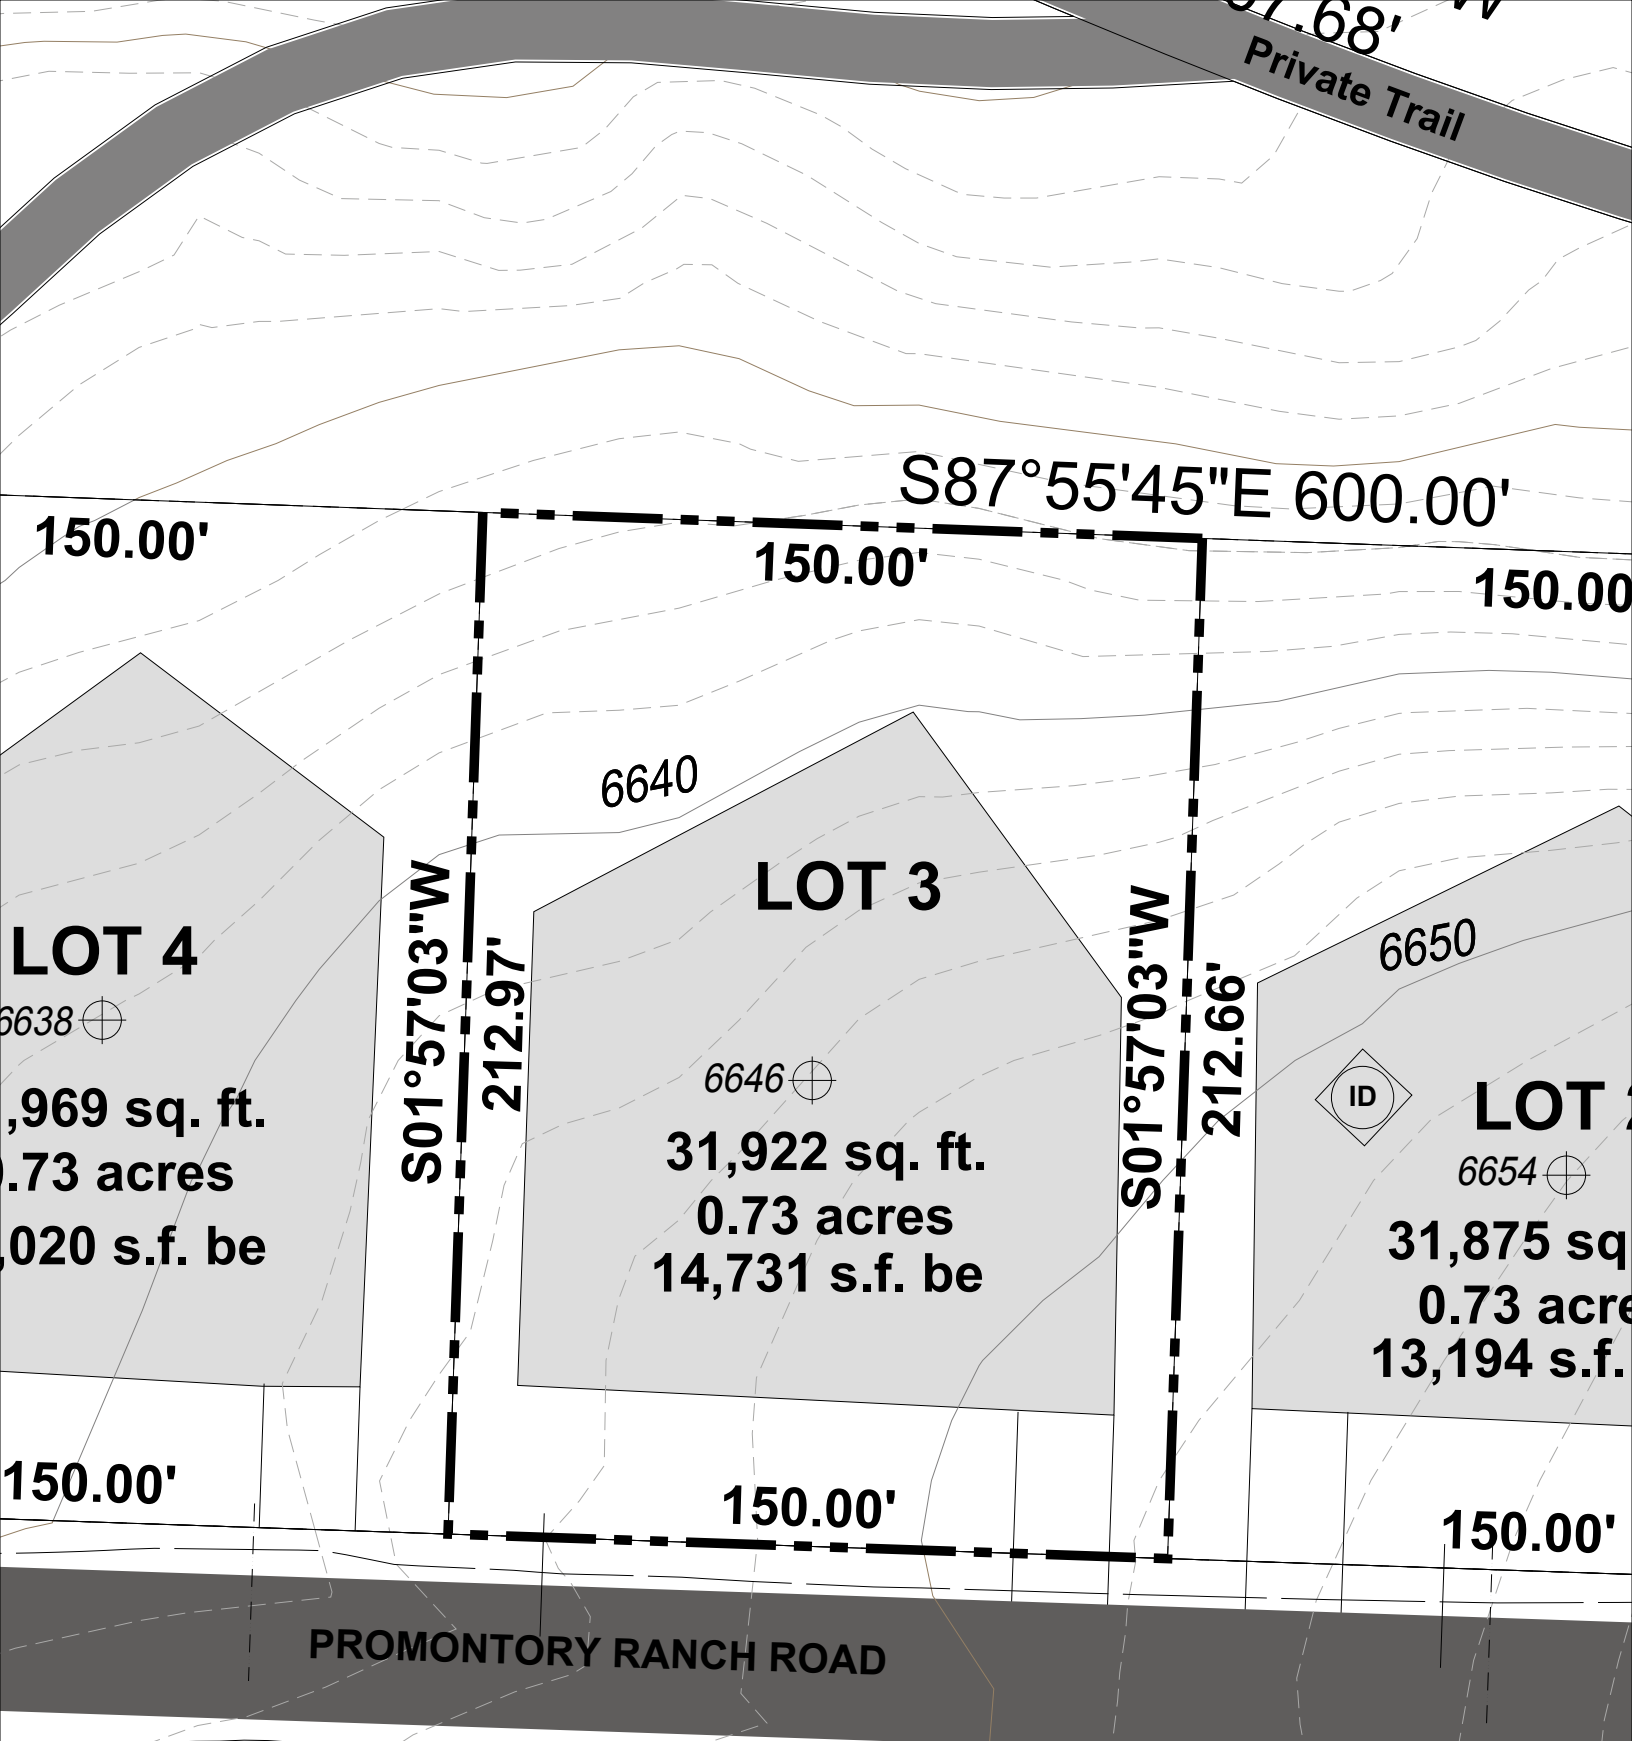 7.68'
W
Private Trail
S87°55'45"E 600.00'
150.00'
150.00'
150.00
6640
LOT 3
S01°57'03"W
212.97'
S01°57'03"W
212.66'
6646
31,922 sq. ft.
0.73 acres
14,731 s.f. be
LOT 4
6638
,969 sq. ft.
.73 acres
,020 s.f. be
6650
ID
LOT
6654
31,875 sq
0.73 acre
13,194 s.f.
150.00'
150.00'
150.00'
PROMONTORY RANCH ROAD